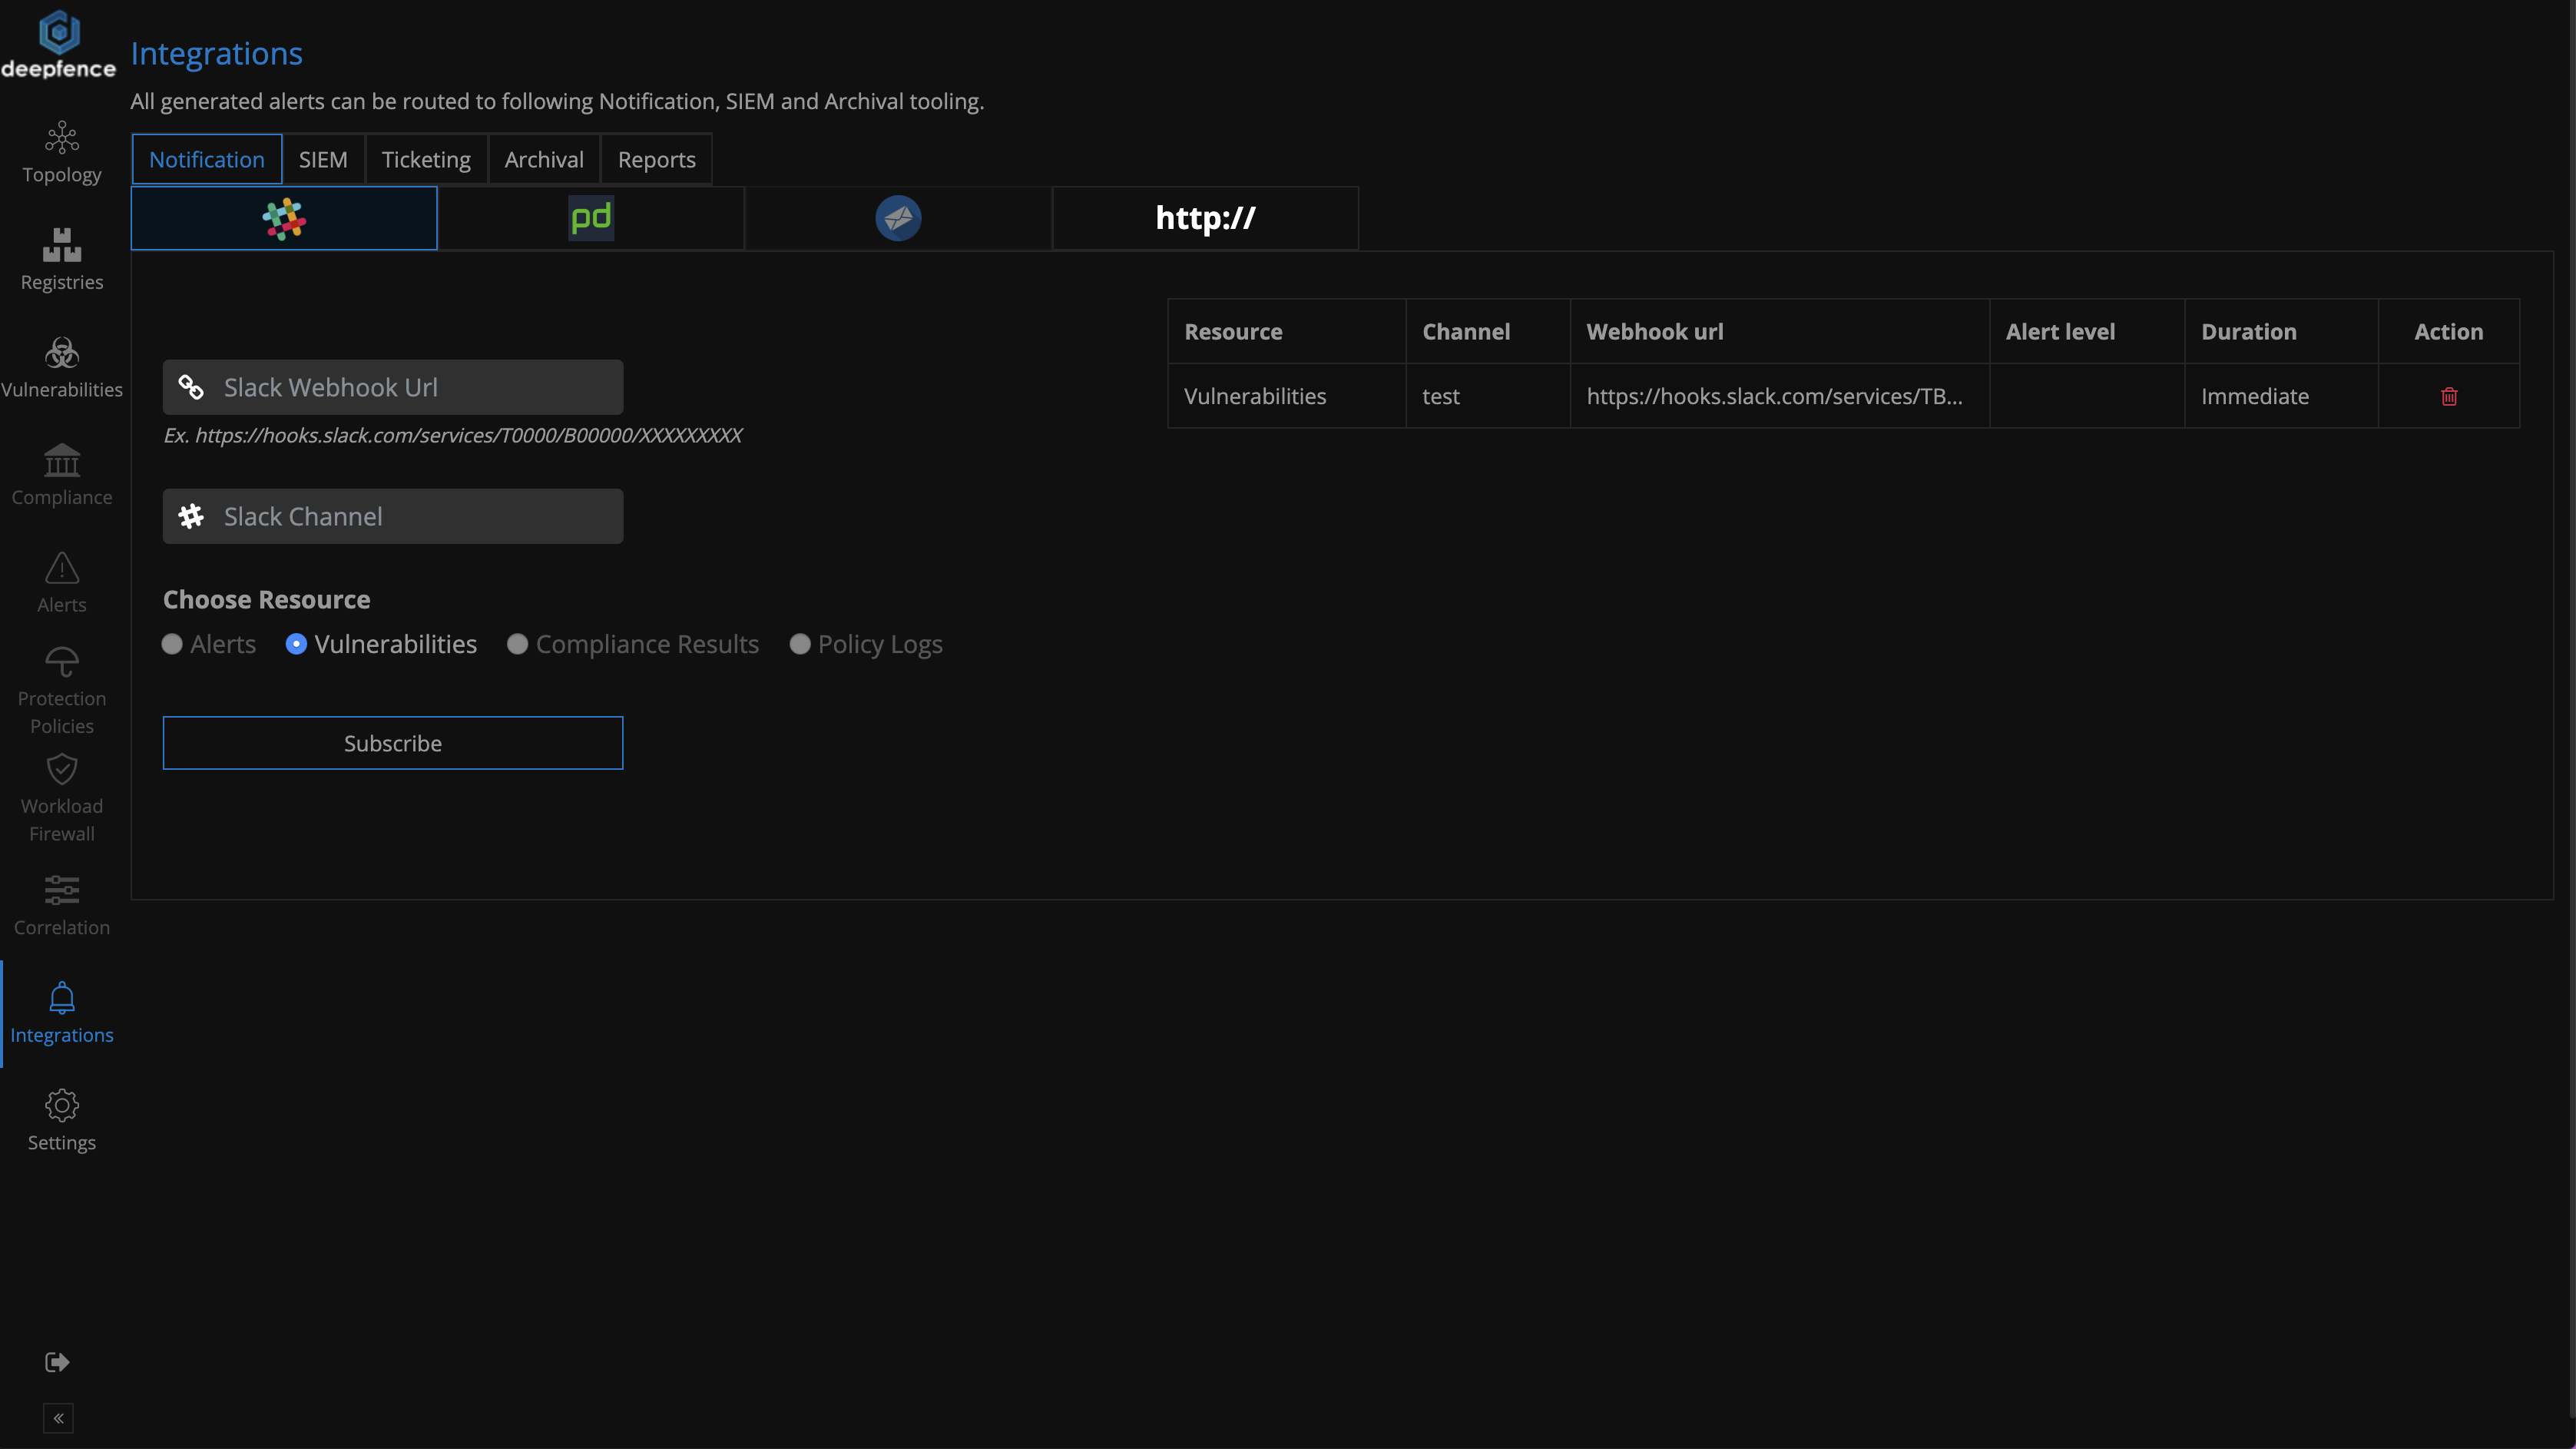 deepfence
Integrations
All generated alerts can be routed to following Notification, SIEM and Archival tooling.
Topology
Registries
Vulnerabilities
Compliance
Alerts
Protection
Policies
Workload
Firewall
Correlation
Integrations
Settings
«
Notification SIEM Ticketing Archival Reports
pd http://
Slack Webhook Url
Ex. https://hooks.slack.com/services/T0000/B00000/XXXXXXXXX
Slack Channel
Choose Resource
Alerts Vulnerabilities Compliance Results Policy Logs
Subscribe
Resource Channel Webhook url Alert level Duration Action
Vulnerabilities test https://hooks.slack.com/services/TB... Immediate